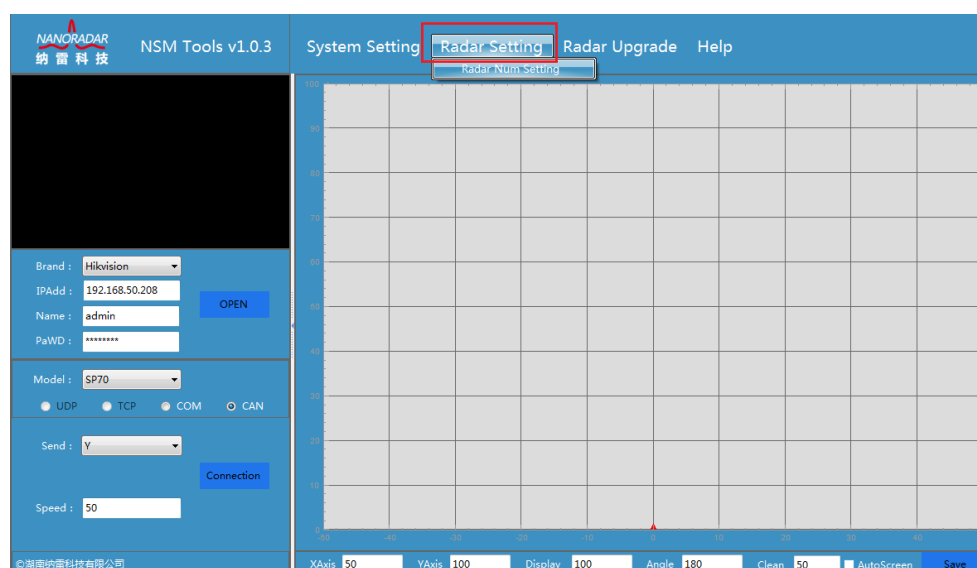 NANORADAR
纳雷科技
NSM Tools v1.0.3
System Setting Radar Setting Radar Upgrade Help
Radar Num Setting
Brand : Hikvision
IPAdd : 192.168.50.208
OPEN
Name : admin
PaWD : ********
Model : SP70
UDP TCP COM CAN
Send : Y
Connection
Speed : 50
©湖南纳雷科技有限公司
100
90
80
70
60
50
40
30
20
10
0
-50 -40 -30 -20 -10 0 10 20 30 40
XAxis 50 YAxis 100 Display 100 Angle 180 Clean 50 AutoScreen Save